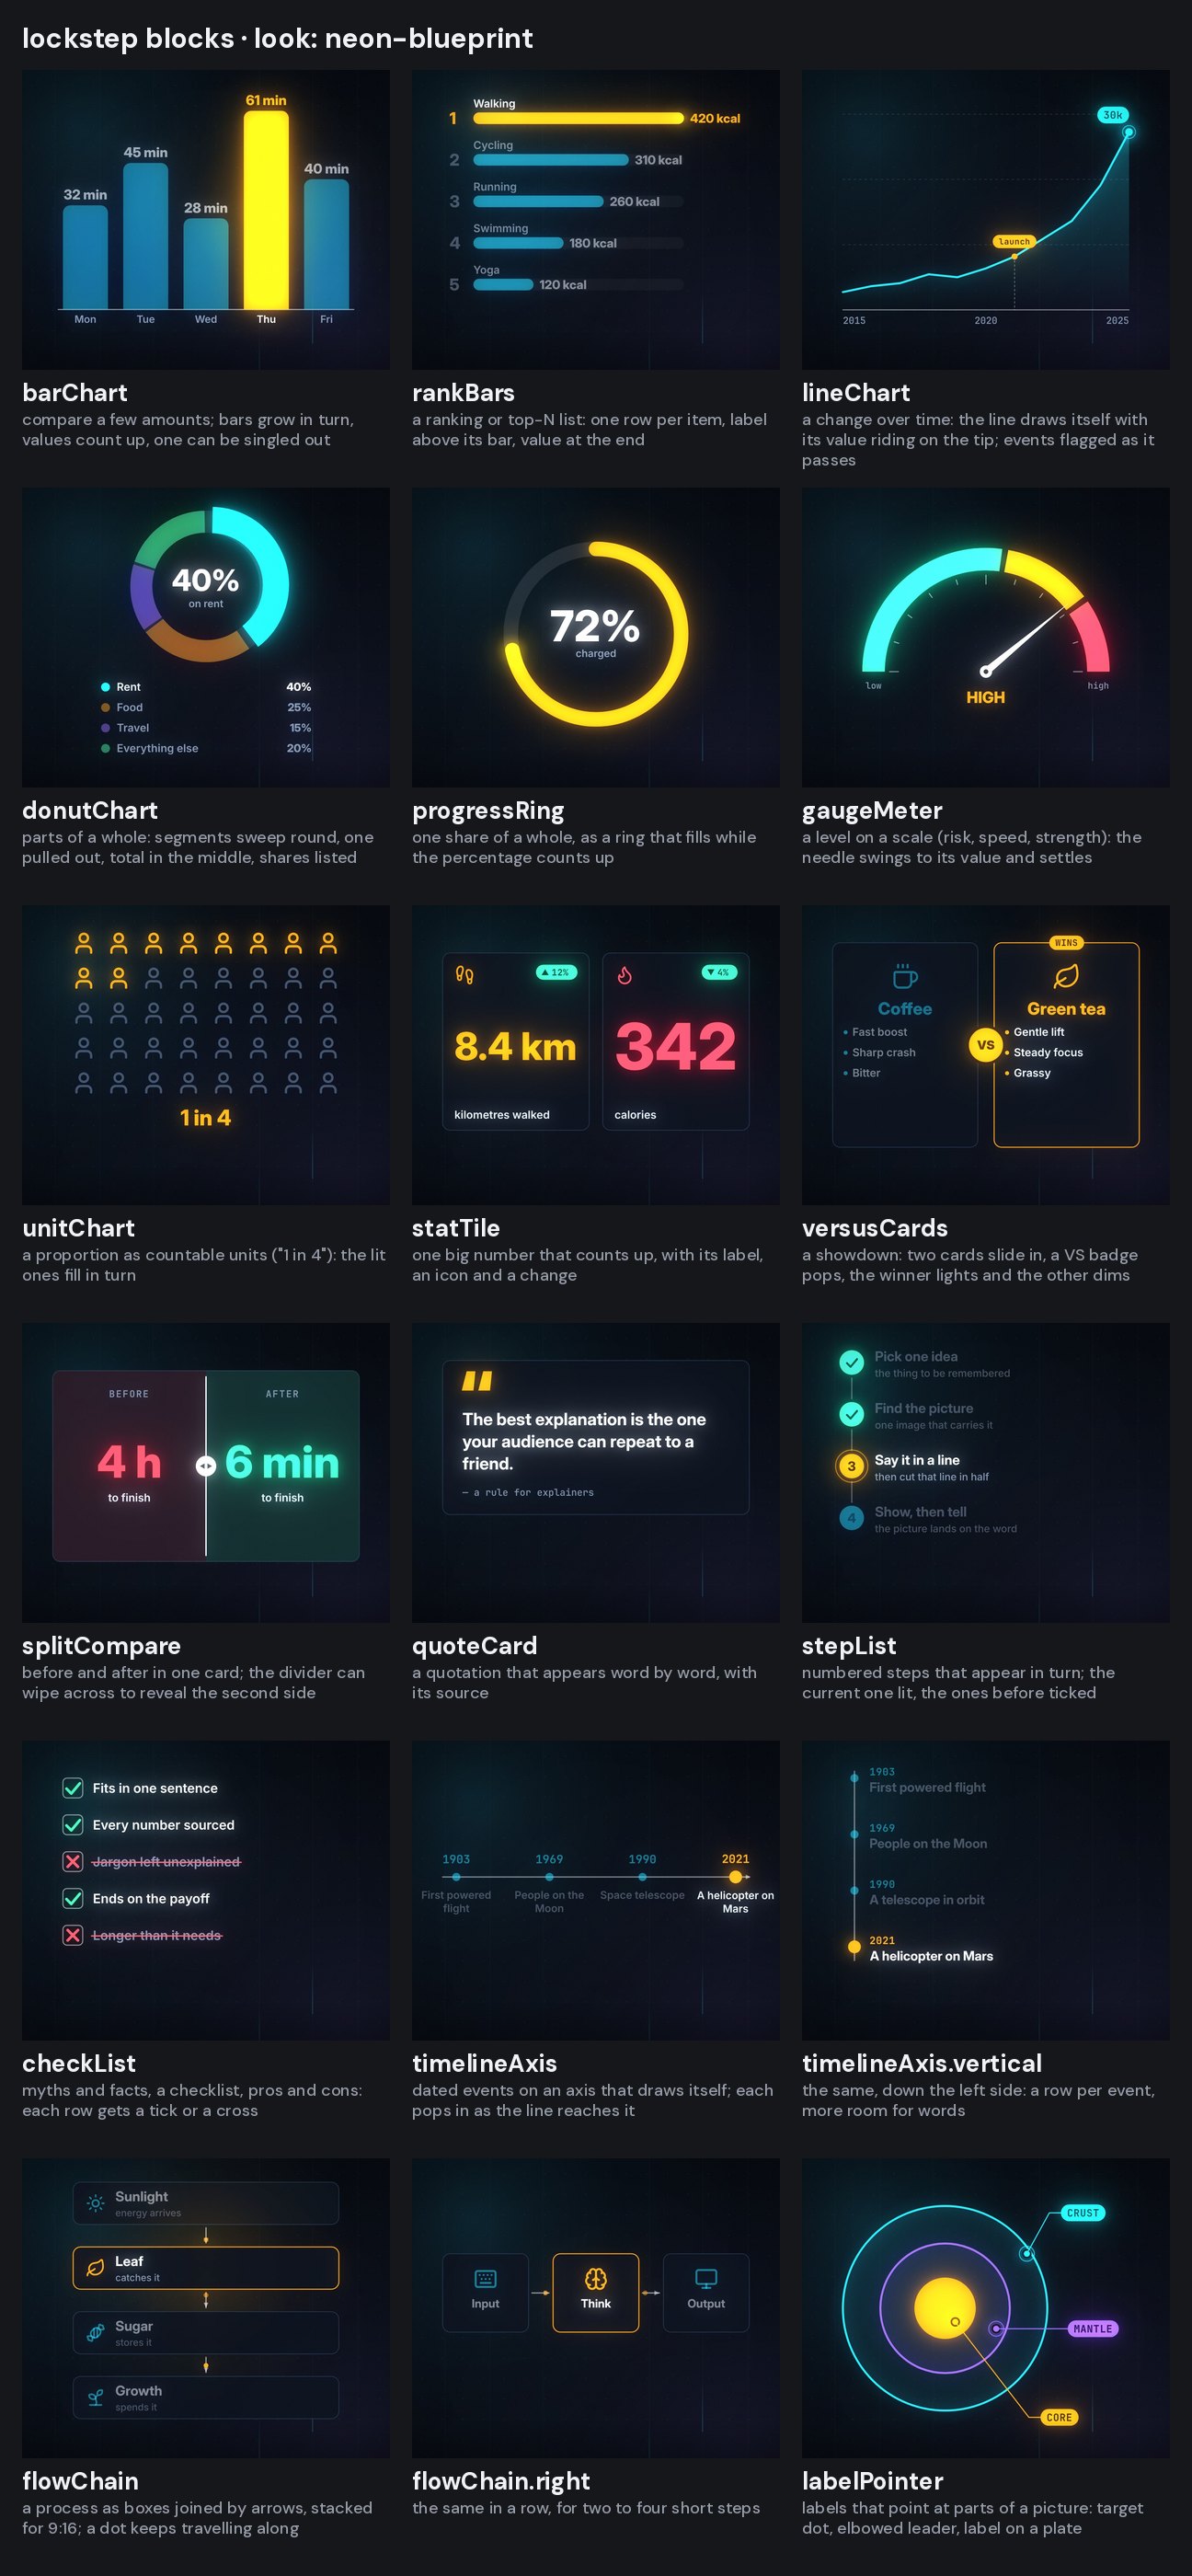 lockstep blocks · look: neon-blueprint
61 min
45 min
40 min
32 min
28 min
Mon Tue Wed Thu Fri
barChart
compare a few amounts; bars grow in turn,
values count up, one can be singled out
Walking
1 420 kcal
Cycling
2 310 kcal
Running
3 260 kcal
Swimming
4 180 kcal
Yoga
5 120 kcal
rankBars
a ranking or top-N list: one row per item, label
above its bar, value at the end
30k
launch
2015 2020 2025
lineChart
a change over time: the line draws itself with
its value riding on the tip; events flagged as it
passes
40%
on rent
Rent 40%
Food 25%
Travel 15%
Everything else 20%
donutChart
parts of a whole: segments sweep round, one
pulled out, total in the middle, shares listed
72%
charged
progressRing
one share of a whole, as a ring that fills while
the percentage counts up
low high
HIGH
gaugeMeter
a level on a scale (risk, speed, strength): the
needle swings to its value and settles
1 in 4
unitChart
a proportion as countable units ("1 in 4"): the lit
ones fill in turn
▲ 12%
8.4 km
kilometres walked
▼ 4%
342
calories
statTile
one big number that counts up, with its label,
an icon and a change
Coffee
• Fast boost
• Sharp crash
• Bitter
VS
WINS
Green tea
• Gentle lift
• Steady focus
• Grassy
versusCards
a showdown: two cards slide in, a VS badge
pops, the winner lights and the other dims
BEFORE
4 h
to finish
AFTER
6 min
to finish
splitCompare
before and after in one card; the divider can
wipe across to reveal the second side
"
The best explanation is the one
your audience can repeat to a
friend.
— a rule for explainers
quoteCard
a quotation that appears word by word, with
its source
Pick one idea
the thing to be remembered
Find the picture
one image that carries it
3 Say it in a line
then cut that line in half
4 Show, then tell
the picture lands on the word
stepList
numbered steps that appear in turn; the
current one lit, the ones before ticked
Fits in one sentence
Every number sourced
Jargon left unexplained
Ends on the payoff
Longer than it needs
checkList
myths and facts, a checklist, pros and cons:
each row gets a tick or a cross
1903 1969 1990 2021
First powered flight
People on the Moon
Space telescope
A helicopter on Mars
timelineAxis
dated events on an axis that draws itself; each
pops in as the line reaches it
1903
First powered flight
1969
People on the Moon
1990
A telescope in orbit
2021
A helicopter on Mars
timelineAxis.vertical
the same, down the left side: a row per event,
more room for words
Sunlight
energy arrives
Leaf
catches it
Sugar
stores it
Growth
spends it
flowChain
a process as boxes joined by arrows, stacked
for 9:16; a dot keeps travelling along
Input Think Output
flowChain.right
the same in a row, for two to four short steps
CRUST
MANTLE
CORE
labelPointer
labels that point at parts of a picture: target
dot, elbowed leader, label on a plate